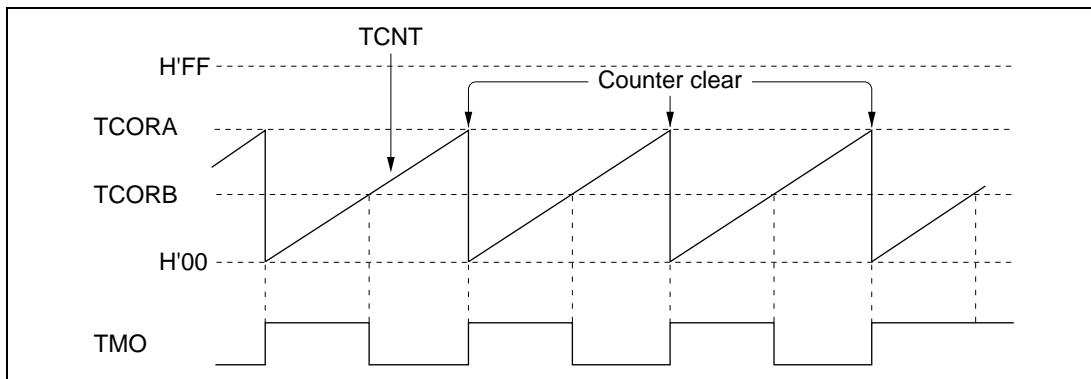 TCNT
H'FF
Counter clear
TCORA
TCORB
H'00
TMO